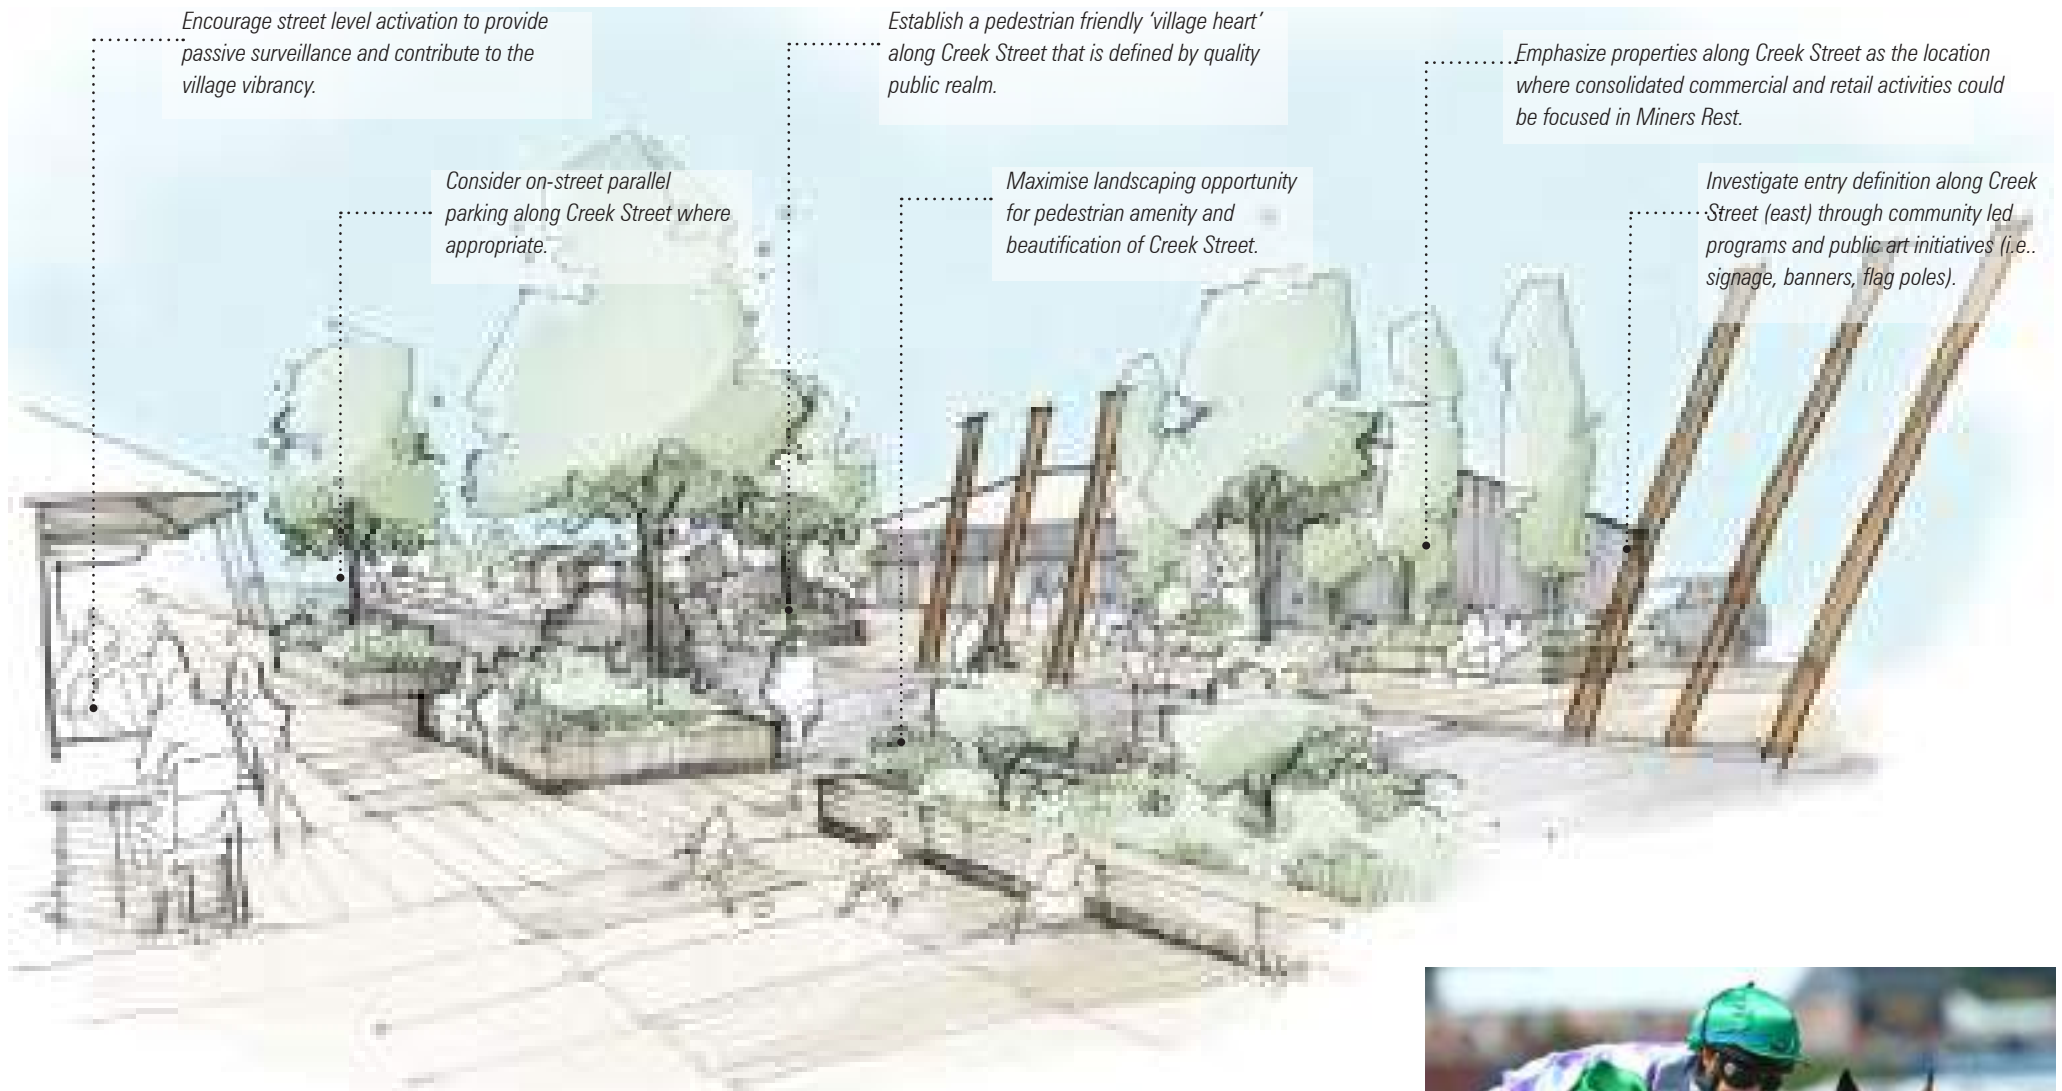 Encourage street level activation to provide
passive surveillance and contribute to the
village vibrancy.
Establish a pedestrian friendly ‘village heart’
along Creek Street that is defined by quality
public realm.
Emphasize properties along Creek Street as the location
where consolidated commercial and retail activities could
be focused in Miners Rest.
Consider on-street parallel
parking along Creek Street where
appropriate.
Maximise landscaping opportunity
for pedestrian amenity and
beautification of Creek Street.
Investigate entry definition along Creek
Street (east) through community led
programs and public art initiatives (i.e..
signage, banners, flag poles).